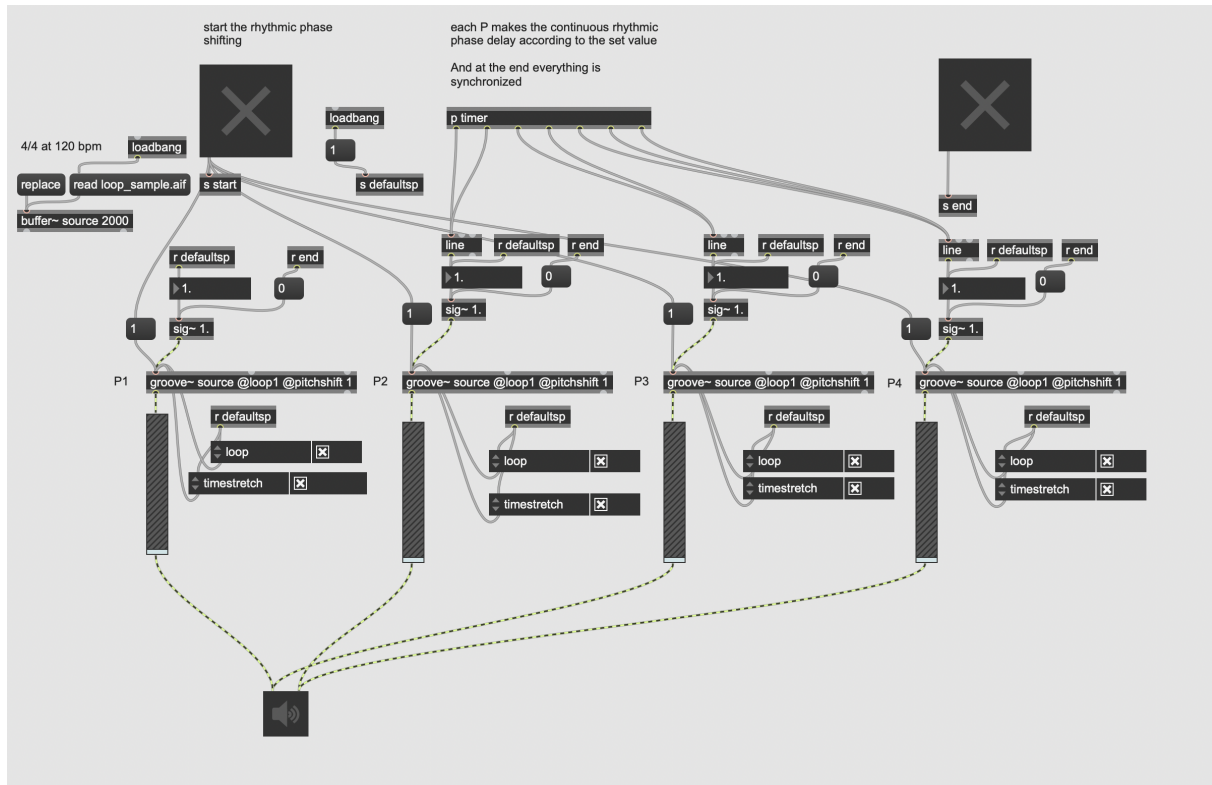 start the rhythmic phase
shifting
each P makes the continuous rhythmic
phase delay according to the set value
And at the end everything is
synchronized
4/4 at 120 bpm
loadbang
loadbang
p timer
1
replace
read loop_sample.aif
s start
s defaultsp
s end
buffer~ source 2000
r defaultsp
r end
line
r defaultsp
r end
line
r defaultsp
r end
line
r defaultsp
r end
1.
0
1.
0
1.
0
1.
0
1
sig~ 1.
1
sig~ 1.
1
sig~ 1.
1
sig~ 1.
P1
groove~ source @loop1 @pitchshift 1
P2
groove~ source @loop1 @pitchshift 1
P3
groove~ source @loop1 @pitchshift 1
P4
groove~ source @loop1 @pitchshift 1
r defaultsp
r defaultsp
r defaultsp
r defaultsp
loop
loop
loop
loop
timestretch
timestretch
timestretch
timestretch